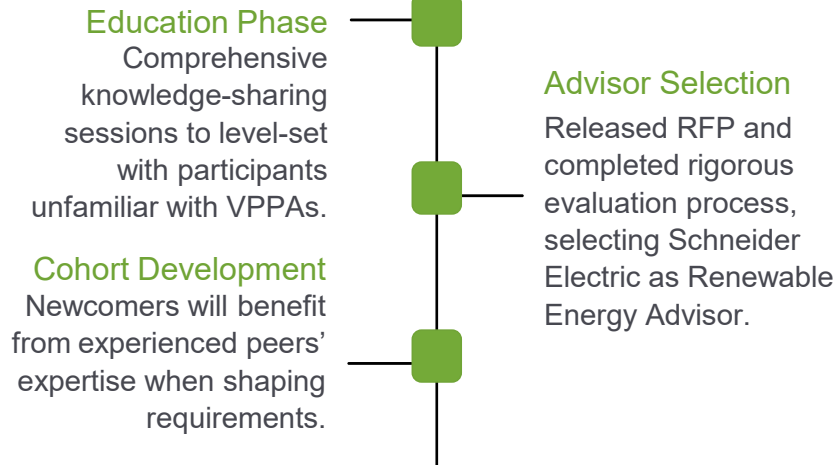 Education Phase
Comprehensive
knowledge-sharing
sessions to level-set
with participants
unfamiliar with VPPAs.
Advisor Selection
Released RFP and
completed rigorous
evaluation process,
selecting Schneider
Electric as Renewable
Energy Advisor.
Cohort Development
Newcomers will benefit
from experienced peers’
expertise when shaping
requirements.